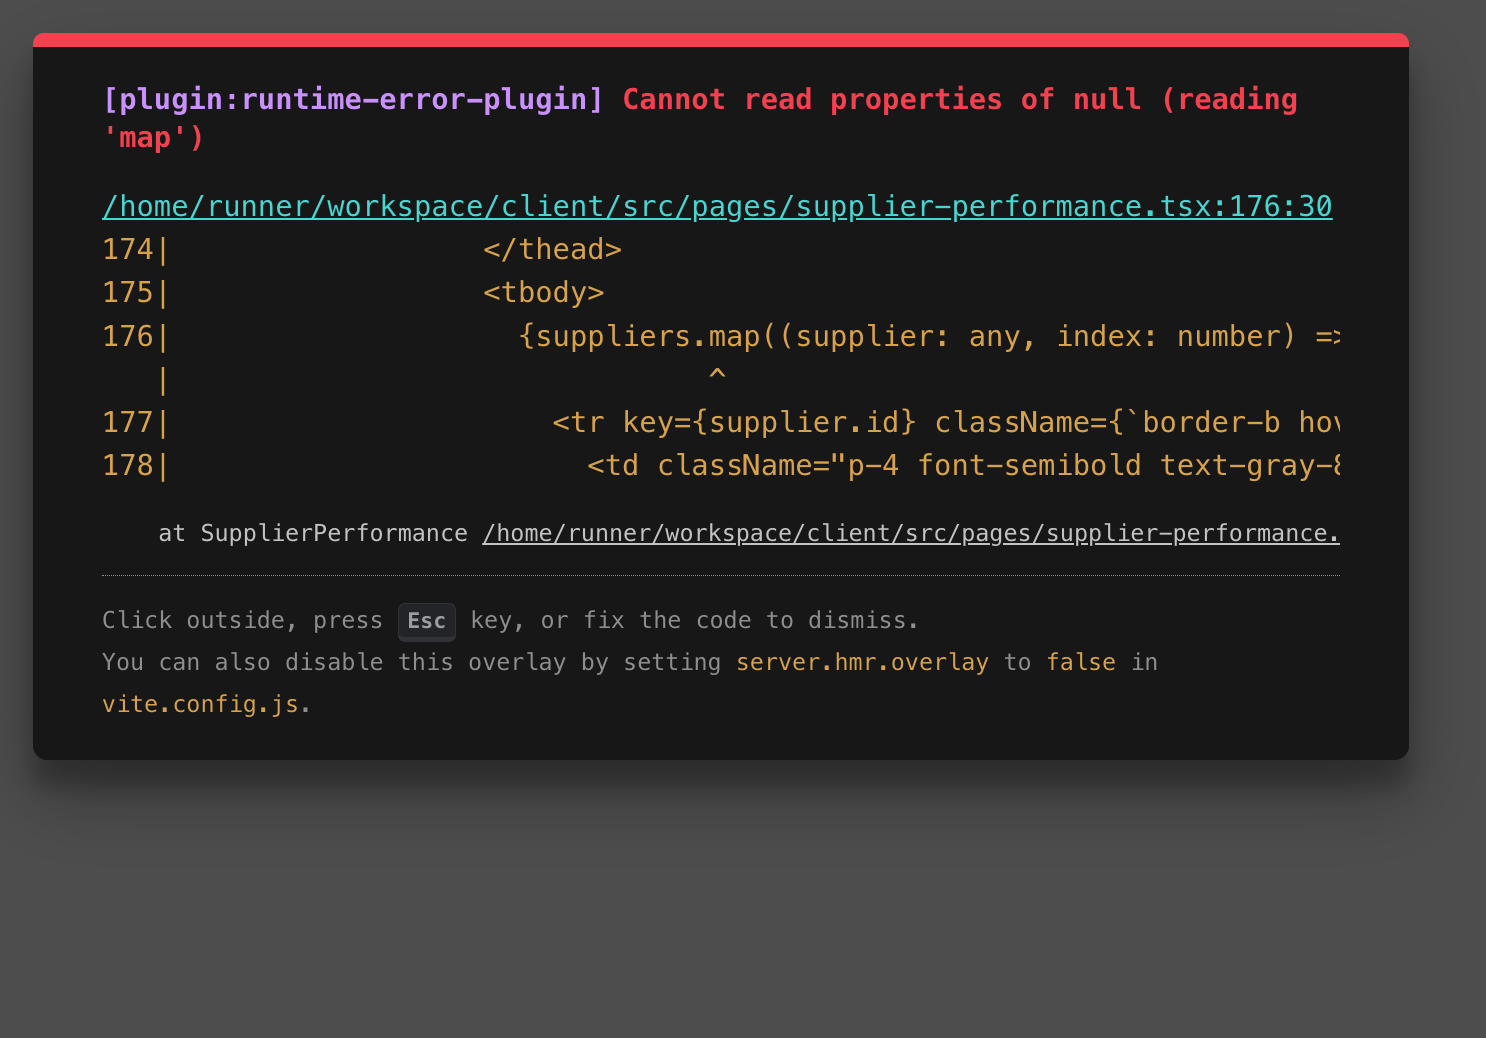 [plugin:runtime-error-plugin] Cannot read properties of null (reading
'map')
/home/runner/workspace/client/src/pages/supplier-performance.tsx:176:30
174|                  </thead>
175|                  <tbody>
176|                    {suppliers.map((supplier: any, index: number) =>
   |                               ^
177|                      <tr key={supplier.id} className={`border-b hov
178|                        <td className="p-4 font-semibold text-gray-8
    at SupplierPerformance /home/runner/workspace/client/src/pages/supplier-performance.
Click outside, press Esc key, or fix the code to dismiss.
You can also disable this overlay by setting server.hmr.overlay to false in
vite.config.js.